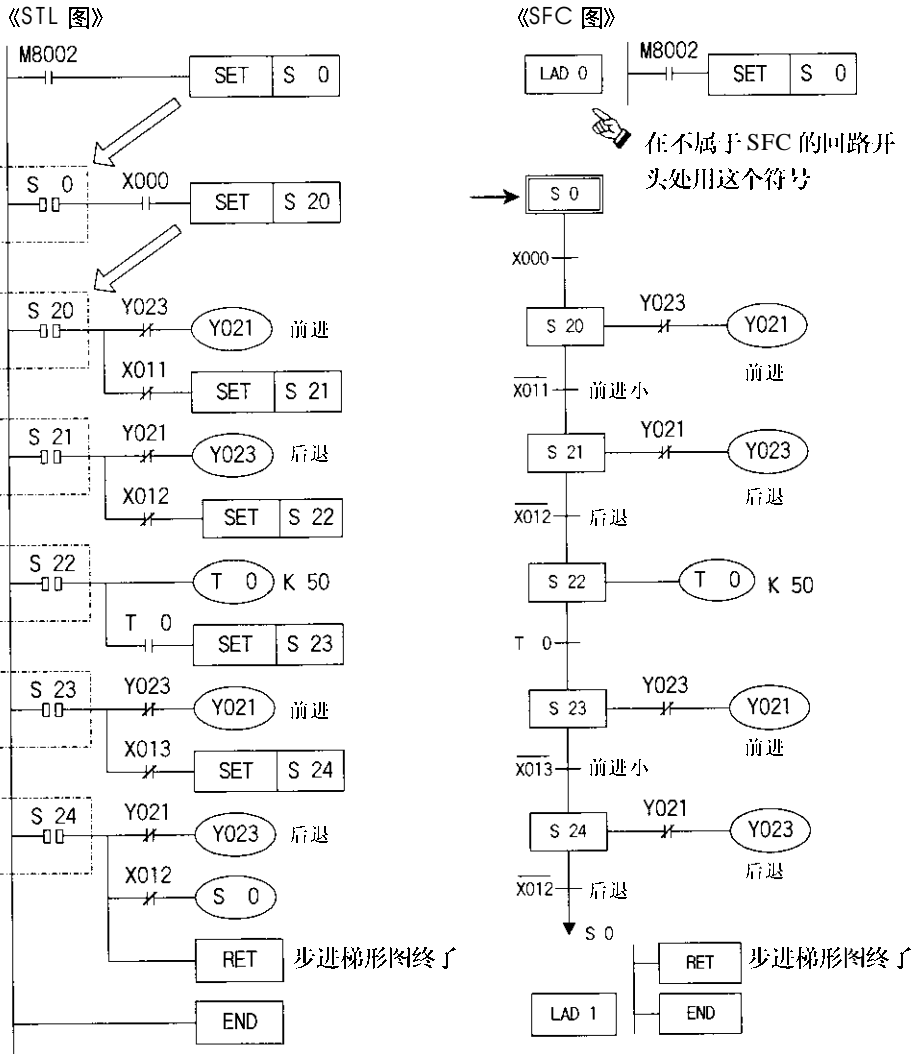 《STL 图》
M8002
SET S 0
S 0 X000
SET S 20
S 20 Y023
Y021 前进
X011
SET S 21
S 21 Y021
Y023 后退
X012
SET S 22
S 22
T 0 K 50
T 0
SET S 23
S 23 Y023
Y021 前进
X013
SET S 24
S 24 Y021
Y023 后退
X012
S 0
RET 步进梯形图终了
END
《SFC 图》
M8002
LAD 0 SET S 0
在不属于 SFC 的回路开
头处用这个符号
S 0
X000
Y023
S 20 Y021
前进
X011 前进小
Y021
S 21 Y023
后退
X012 后退
S 22 T 0 K 50
T 0
Y023
S 23 Y021
前进
X013 前进小
Y021
S 24 Y023
后退
X012 后退
S 0
RET 步进梯形图终了
LAD 1 END